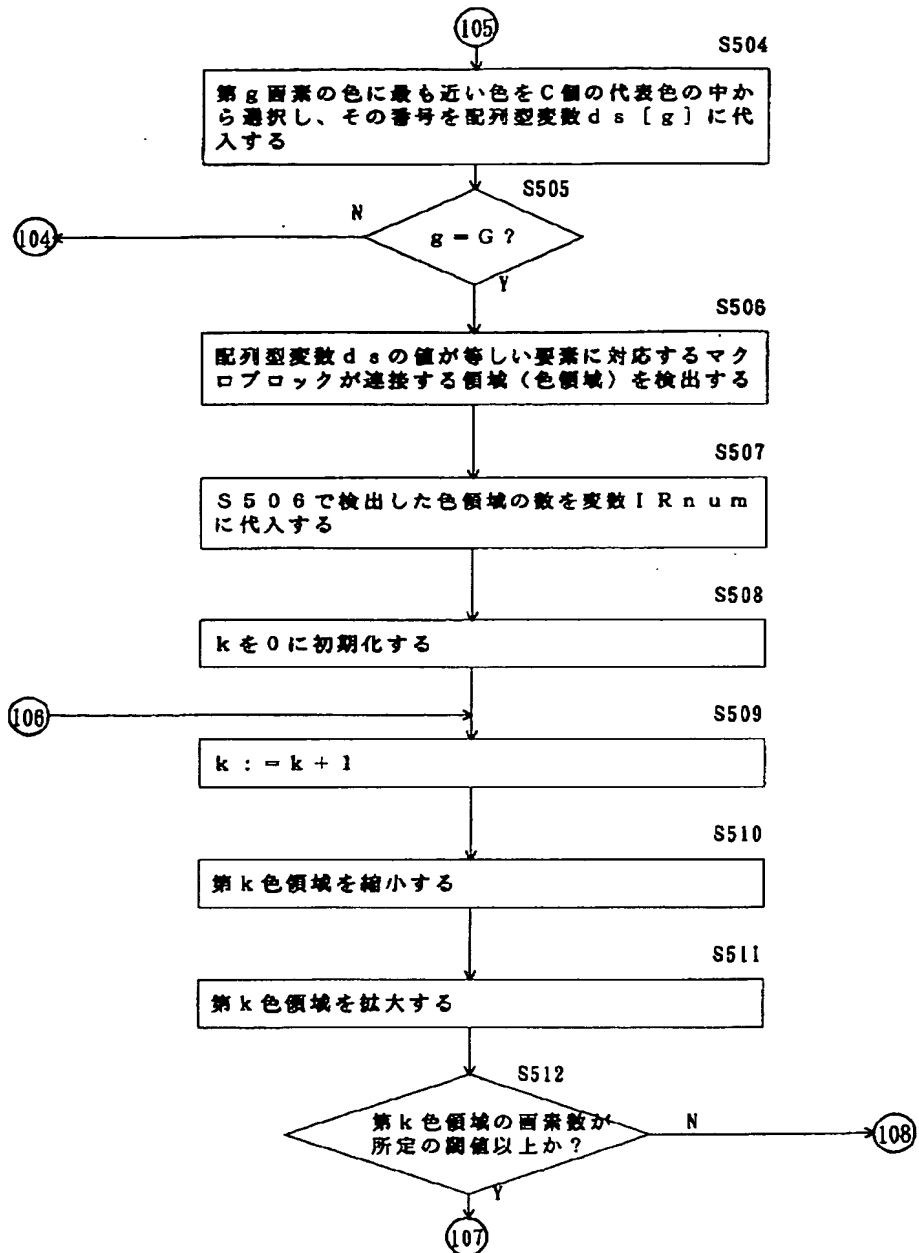 105
S504
第g画素の色に最も近い色をC個の代表色の中か
ら選択し、その番号を配列型変数ds[g]に代
入する
S505
N
104
g=G?
Y
S506
配列型変数dsの値が等しい要素に対応するマク
ロブロックが連接する領域(色領域)を検出する
S507
S506で検出した色領域の数を変数IRnum
に代入する
S508
kを0に初期化する
106
S509
k:=k+1
S510
第k色領域を縮小する
S511
第k色領域を拡大する
S512
第k色領域の画素数が
所定の閾値以上か?
N
108
Y
107